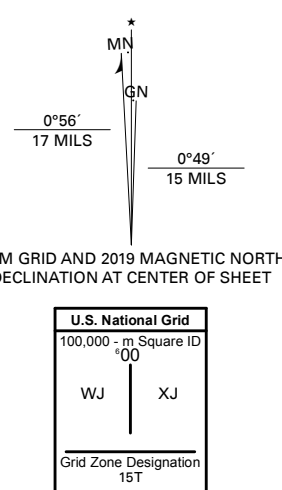 ★
MN
GN
0°56´
17 MILS
0°49´
15 MILS
M GRID AND 2019 MAGNETIC NORTH
DECLINATION AT CENTER OF SHEET
U.S. National Grid
100,000 - m Square ID
⁶00
WJ XJ
Grid Zone Designation
15T